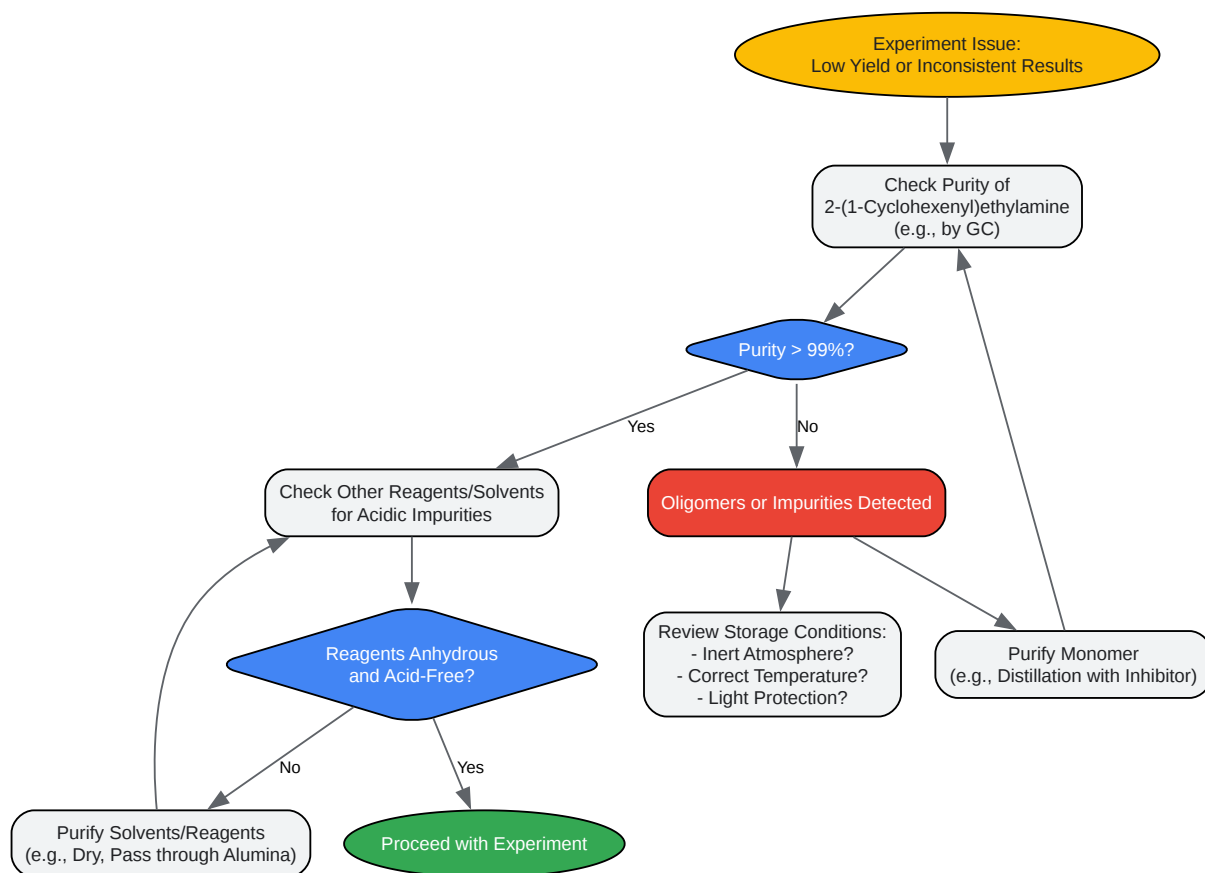 Experiment Issue:
Low Yield or Inconsistent Results
Check Purity of
2-(1-Cyclohexenyl)ethylamine
(e.g., by GC)
Purity > 99%?
Yes
No
Check Other Reagents/Solvents
for Acidic Impurities
Oligomers or Impurities Detected
Reagents Anhydrous
and Acid-Free?
Review Storage Conditions:
- Inert Atmosphere?
- Correct Temperature?
- Light Protection?
Purify Monomer
(e.g., Distillation with Inhibitor)
No
Yes
Purify Solvents/Reagents
(e.g., Dry, Pass through Alumina)
Proceed with Experiment